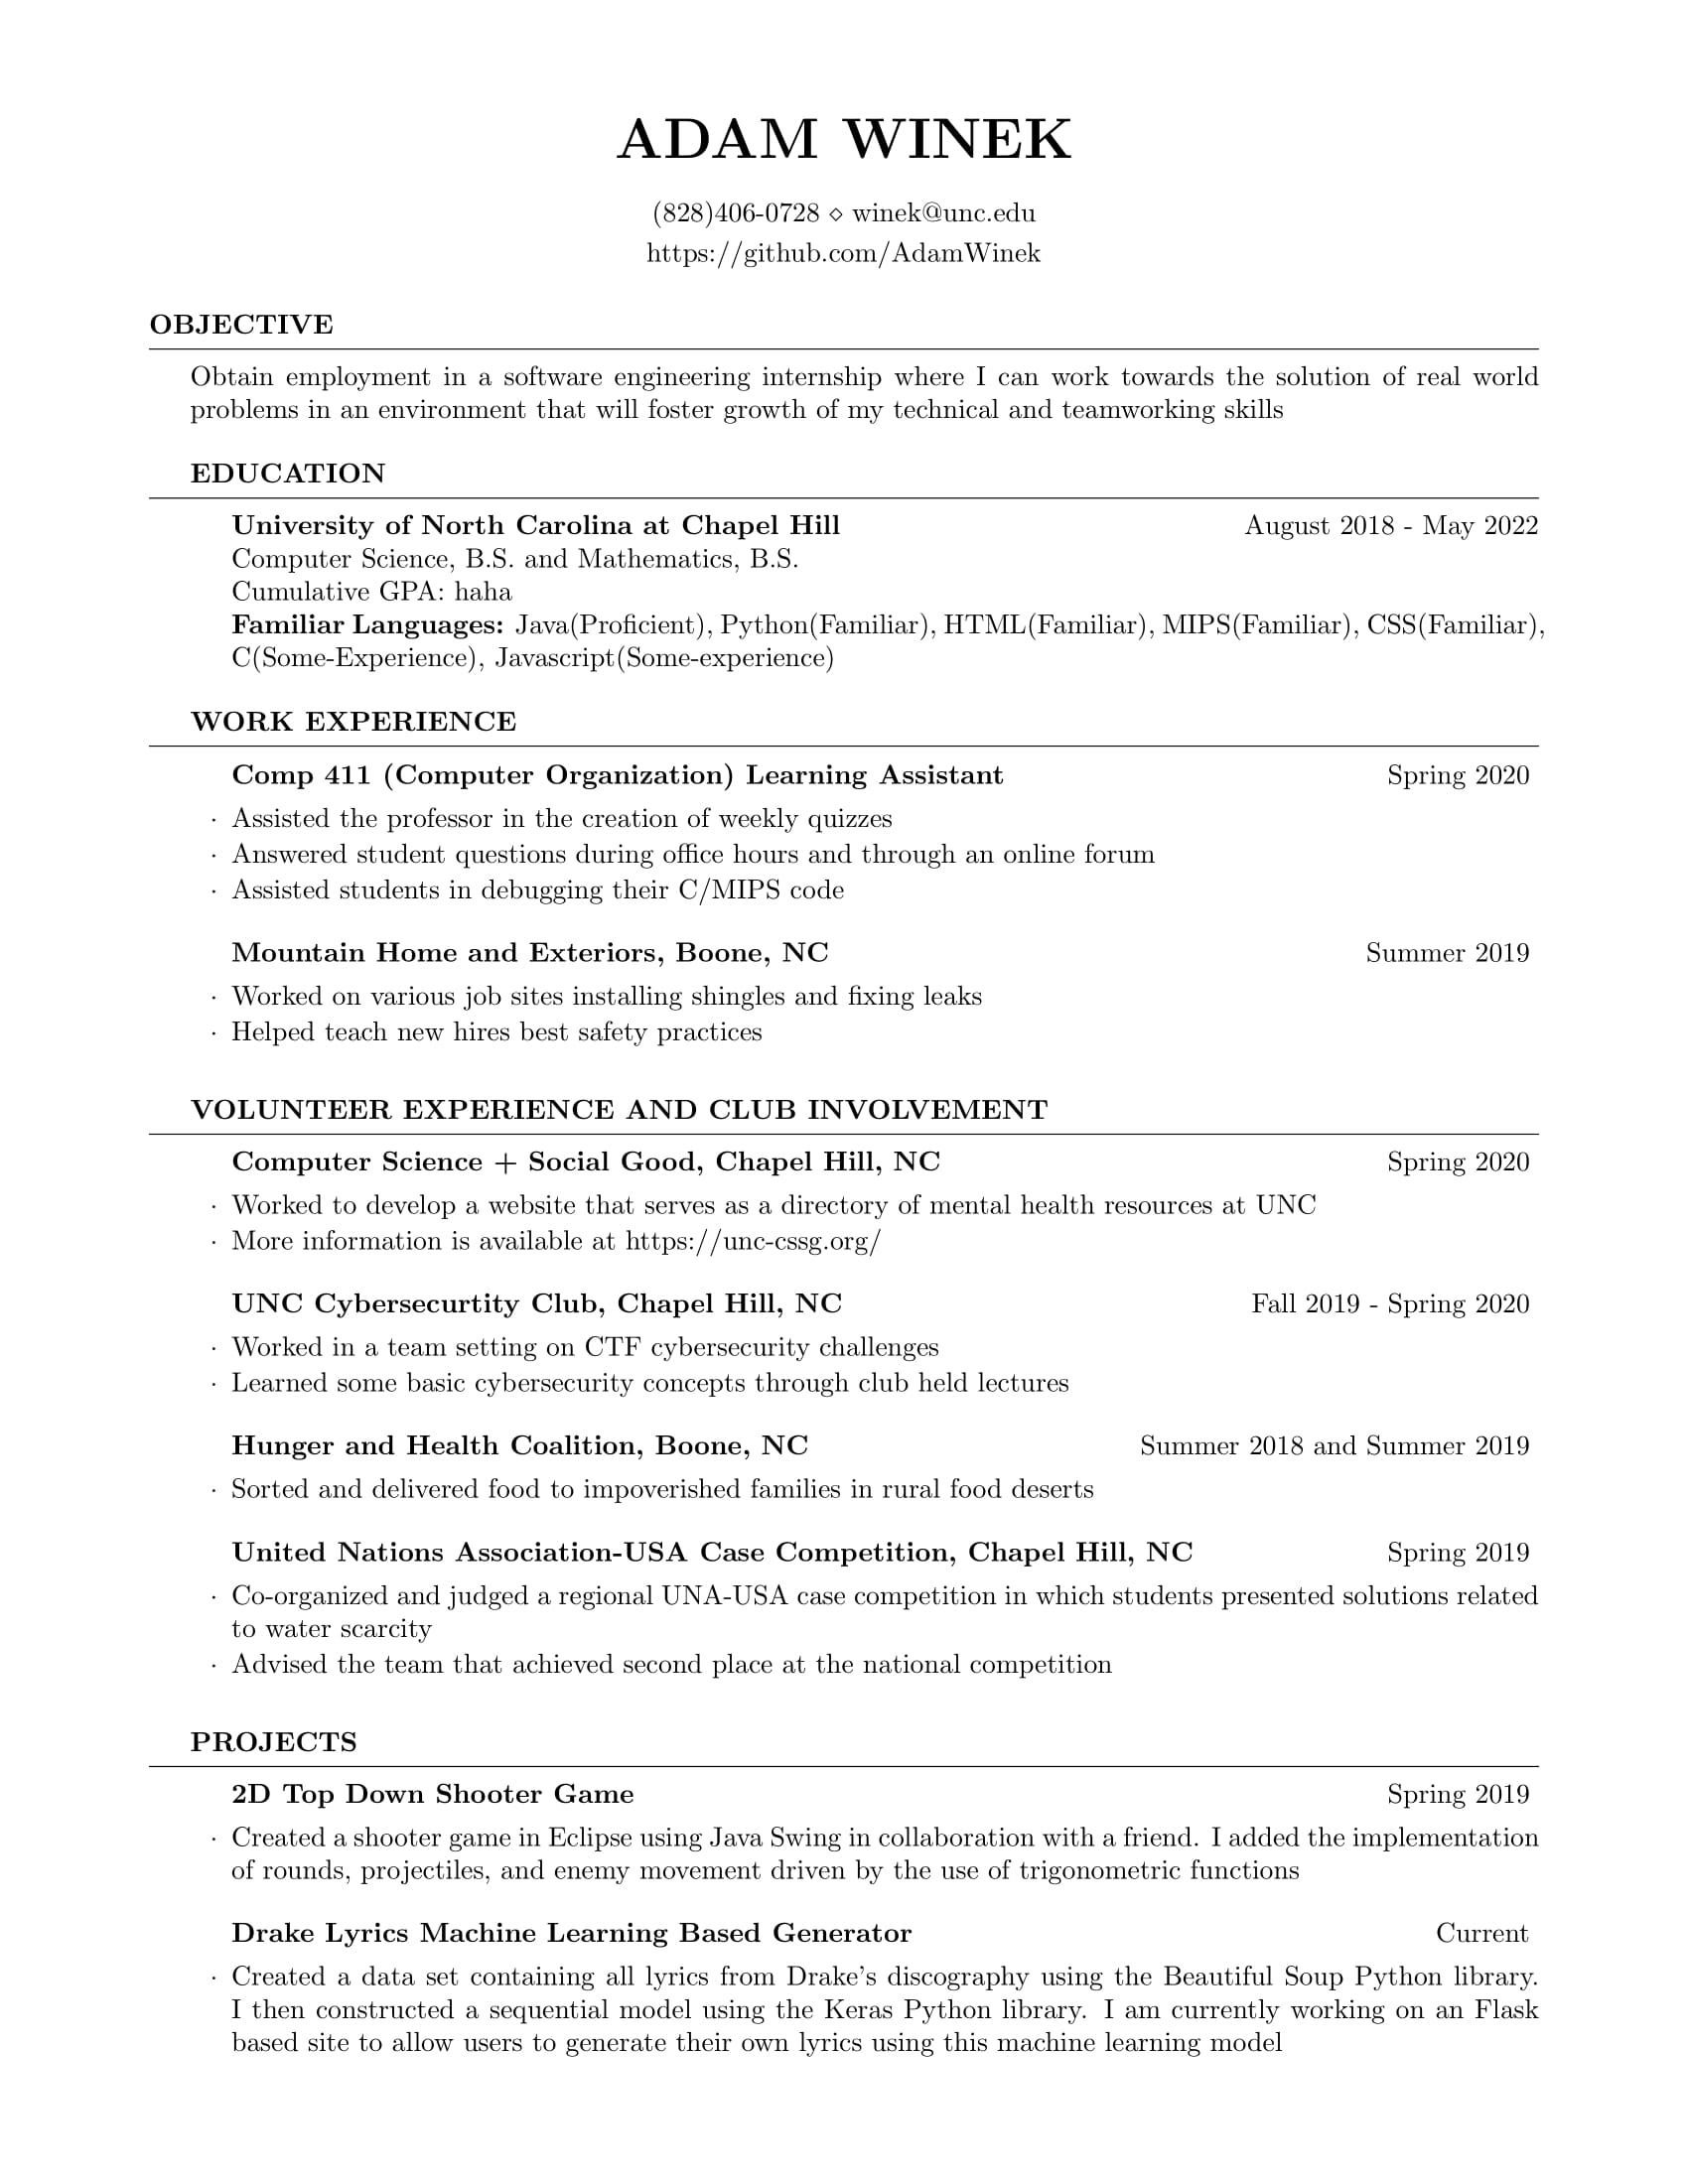 ADAM WINEK
(828)406-0728 ⋄ winek@unc.edu
https://github.com/AdamWinek
OBJECTIVE
Obtain employment in a software engineering internship where I can work towards the solution of real world
problems in an environment that will foster growth of my technical and teamworking skills
EDUCATION
University of North Carolina at Chapel Hill August 2018 - May 2022
Computer Science, B.S. and Mathematics, B.S.
Cumulative GPA: haha
Familiar Languages: Java(Proficient), Python(Familiar), HTML(Familiar), MIPS(Familiar), CSS(Familiar),
C(Some-Experience), Javascript(Some-experience)
WORK EXPERIENCE
Comp 411 (Computer Organization) Learning Assistant Spring 2020
· Assisted the professor in the creation of weekly quizzes
· Answered student questions during office hours and through an online forum
· Assisted students in debugging their C/MIPS code
Mountain Home and Exteriors, Boone, NC Summer 2019
· Worked on various job sites installing shingles and fixing leaks
· Helped teach new hires best safety practices
VOLUNTEER EXPERIENCE AND CLUB INVOLVEMENT
Computer Science + Social Good, Chapel Hill, NC Spring 2020
· Worked to develop a website that serves as a directory of mental health resources at UNC
· More information is available at https://unc-cssg.org/
UNC Cybersecurtity Club, Chapel Hill, NC Fall 2019 - Spring 2020
· Worked in a team setting on CTF cybersecurity challenges
· Learned some basic cybersecurity concepts through club held lectures
Hunger and Health Coalition, Boone, NC Summer 2018 and Summer 2019
· Sorted and delivered food to impoverished families in rural food deserts
United Nations Association-USA Case Competition, Chapel Hill, NC Spring 2019
· Co-organized and judged a regional UNA-USA case competition in which students presented solutions related
to water scarcity
· Advised the team that achieved second place at the national competition
PROJECTS
2D Top Down Shooter Game Spring 2019
· Created a shooter game in Eclipse using Java Swing in collaboration with a friend. I added the implementation
of rounds, projectiles, and enemy movement driven by the use of trigonometric functions
Drake Lyrics Machine Learning Based Generator Current
· Created a data set containing all lyrics from Drake's discography using the Beautiful Soup Python library.
I then constructed a sequential model using the Keras Python library. I am currently working on an Flask
based site to allow users to generate their own lyrics using this machine learning model